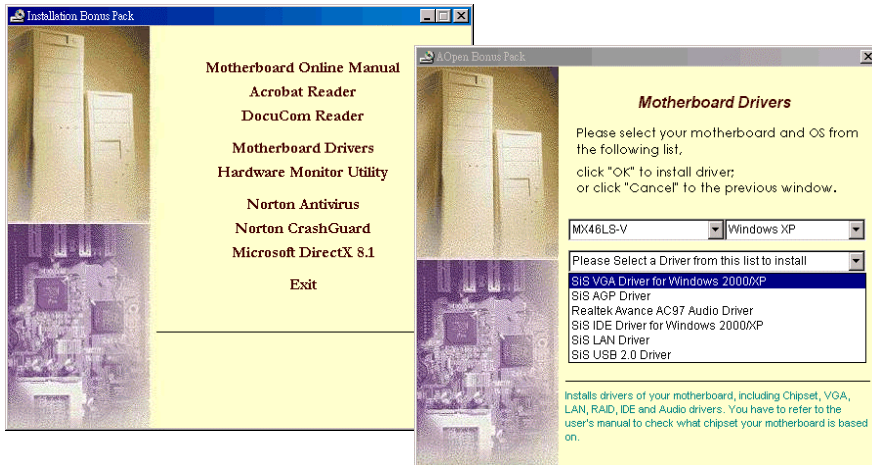 Installation Bonus Pack
Motherboard Online Manual
Acrobat Reader
DocuCom Reader
Motherboard Drivers
Hardware Monitor Utility
Norton Antivirus
Norton CrashGuard
Microsoft DirectX 8.1
Exit
AOpen Bonus Pack
Motherboard Drivers
Please select your motherboard and OS from
the following list,
click "OK" to install driver;
or click "Cancel" to the previous window.
MX46LS-V Windows XP
Please Select a Driver from this list to install
SiS VGA Driver for Windows 2000/XP
SiS AGP Driver
Realtek Avance AC97 Audio Driver
SiS IDE Driver for Windows 2000/XP
SiS LAN Driver
SiS USB 2.0 Driver
Installs drivers of your motherboard, including Chipset, VGA,
LAN, RAID, IDE and Audio drivers. You have to refer to the
user's manual to check what chipset your motherboard is based
on.